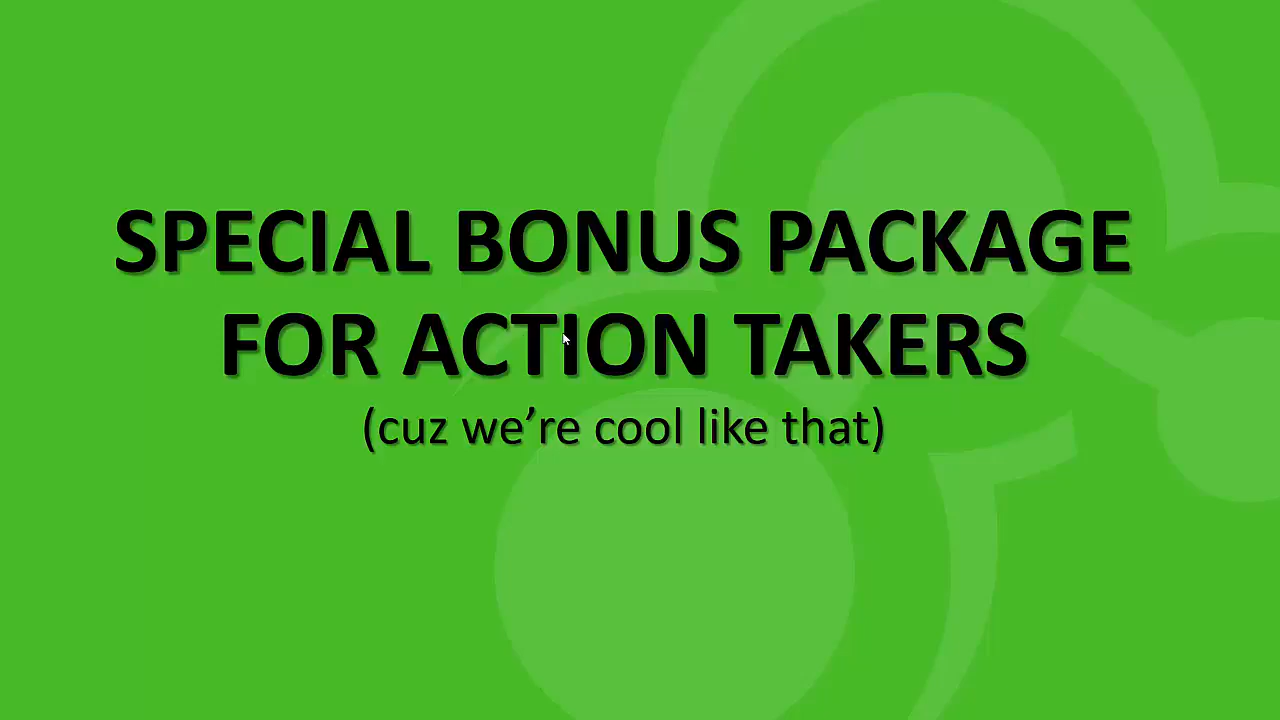 SPECIAL BONUS PACKAGE
FOR ACTION TAKERS
(cuz we’re cool like that)